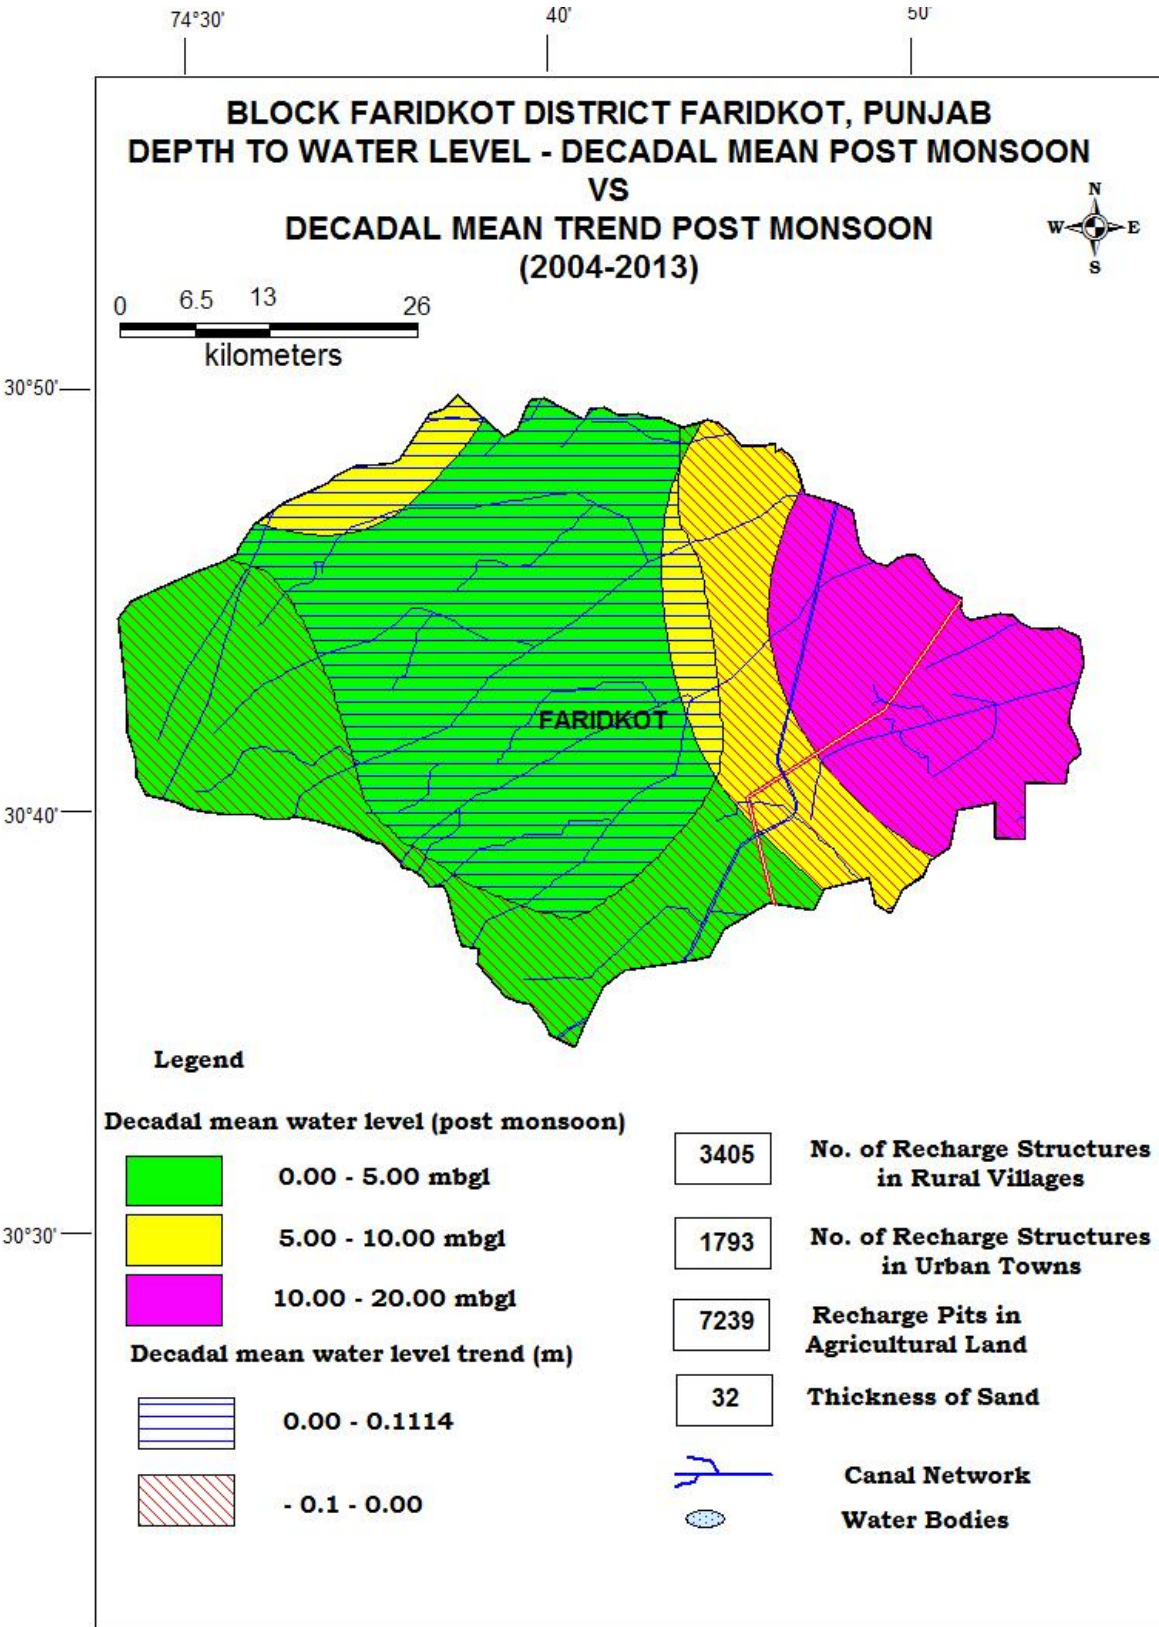 74°30'
40'
50'
BLOCK FARIDKOT DISTRICT FARIDKOT, PUNJAB
DEPTH TO WATER LEVEL - DECADAL MEAN POST MONSOON
VS
DECADAL MEAN TREND POST MONSOON
(2004-2013)
N
W E
S
0 6.5 13 26
kilometers
30°50'
FARIDKOT
30°40'
Legend
Decadal mean water level (post monsoon)
0.00 - 5.00 mbgl
5.00 - 10.00 mbgl
30°30'
10.00 - 20.00 mbgl
Decadal mean water level trend (m)
0.00 - 0.1114
- 0.1 - 0.00
3405 No. of Recharge Structures
in Rural Villages
1793 No. of Recharge Structures
in Urban Towns
7239 Recharge Pits in
Agricultural Land
32 Thickness of Sand
Canal Network
Water Bodies